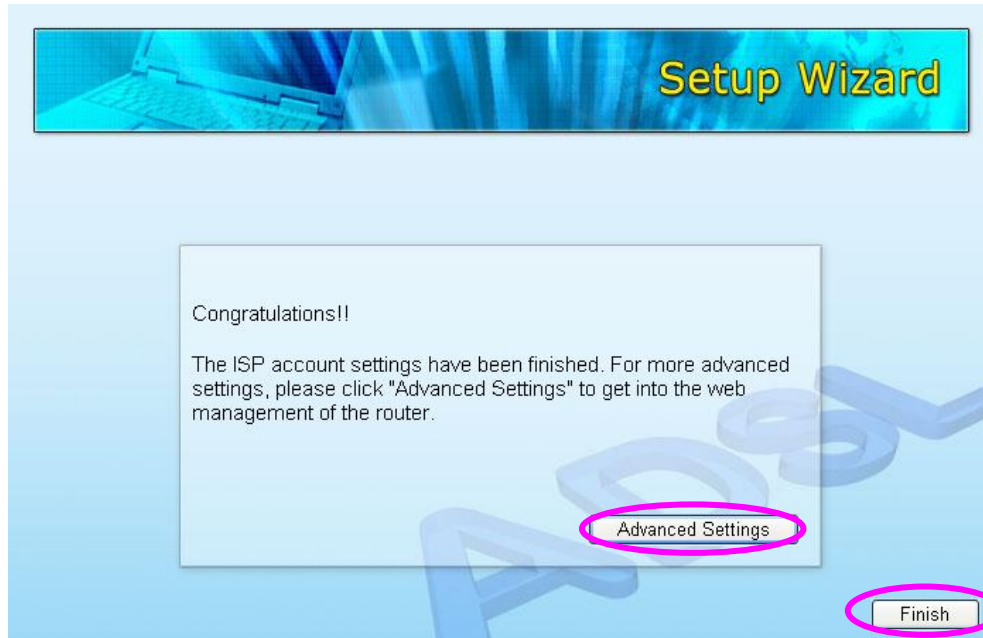 Setup Wizard
Congratulations!!
The ISP account settings have been finished. For more advanced
settings, please click "Advanced Settings" to get into the web
management of the router.
ADSL
Advanced Settings
Finish